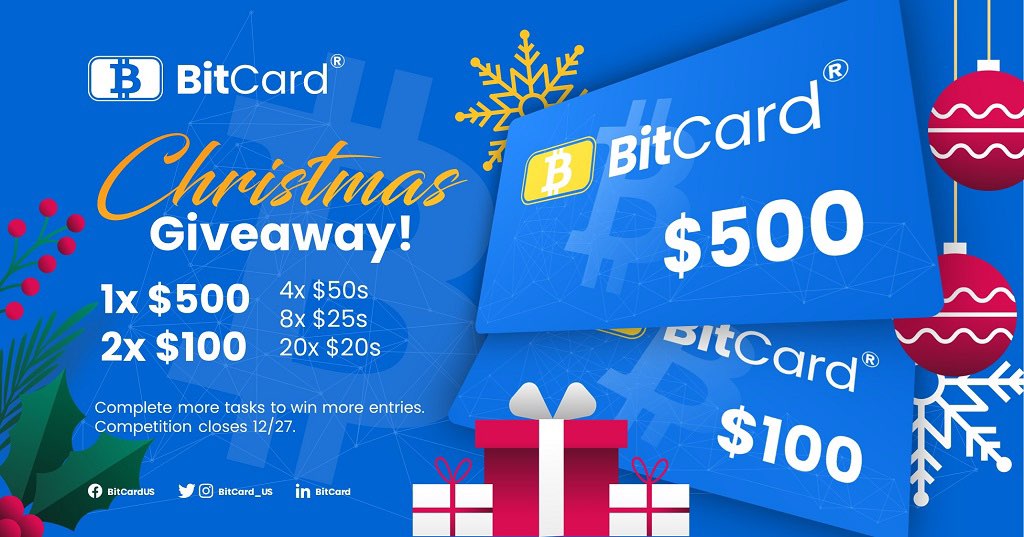 BitCard®
Christmas
Giveaway!
1x $500
2x $100
4x $50s
8x $25s
20x $20s
Complete more tasks to win more entries.
Competition closes 12/27.
BitCardUS
BitCard_US
BitCard
BitCard®
$500
BitCard®
$100